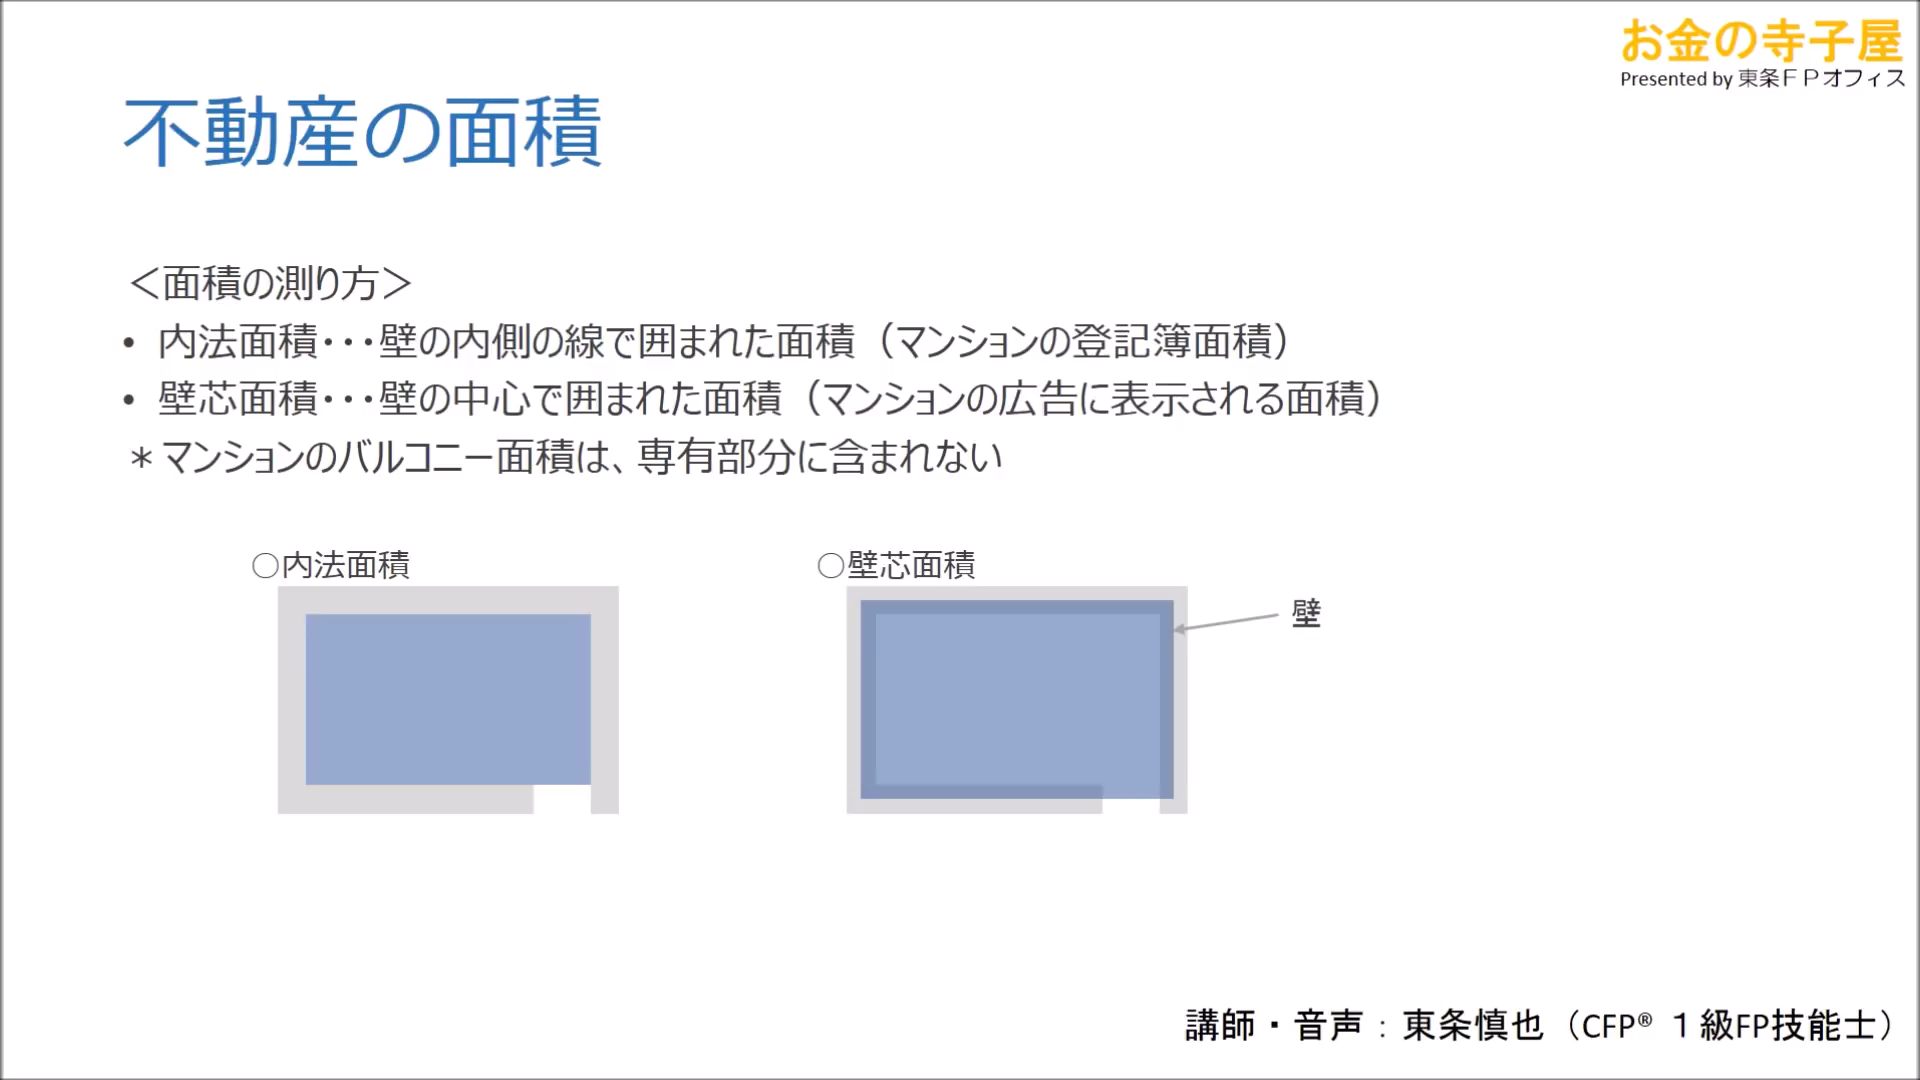 お金の寺子屋
Presented by 東条ＦＰオフィス
不動産の面積
＜面積の測り方＞
• 内法面積･･･壁の内側の線で囲まれた面積（マンションの登記簿面積）
• 壁芯面積･･･壁の中心で囲まれた面積（マンションの広告に表示される面積）
＊マンションのバルコニー面積は、専有部分に含まれない
○内法面積
○壁芯面積
壁
講師・音声：東条慎也（CFP® １級FP技能士）